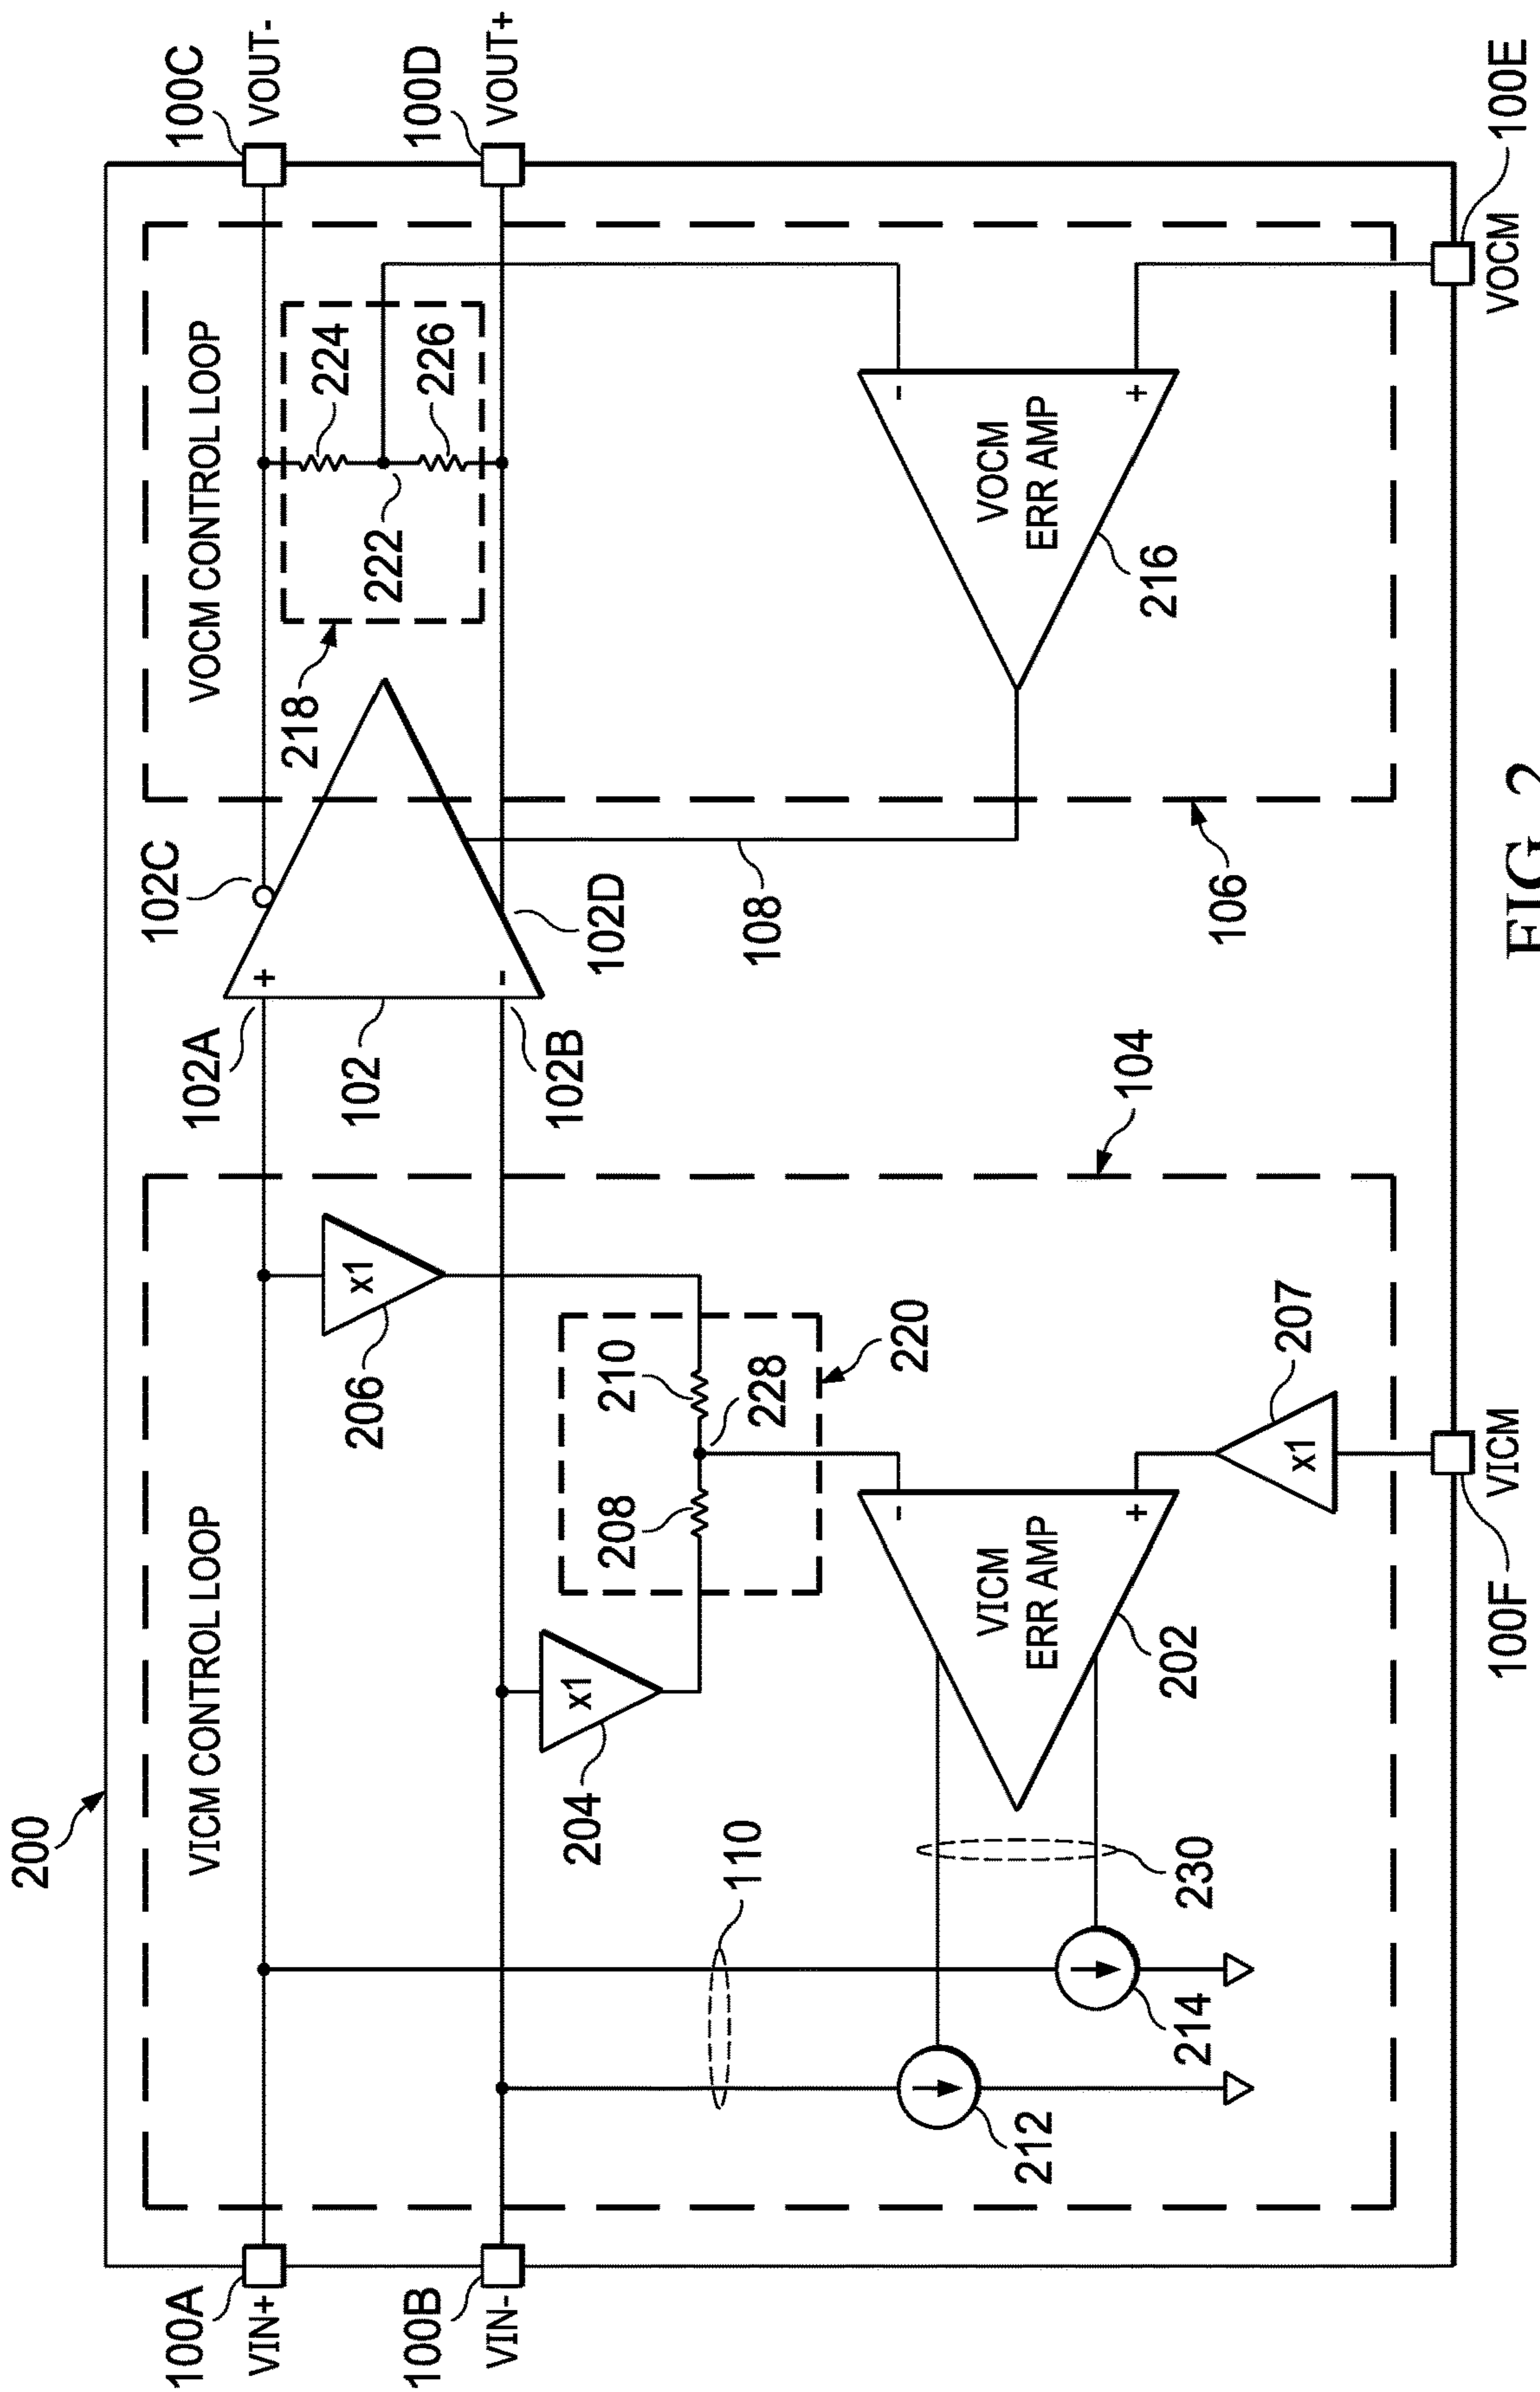 200
VICM CONTROL LOOP
VOCM CONTROL LOOP
100A
VIN+
100B
VIN-
100C
VOUT-
100D
VOUT+
102A
+
102
102B
-
102C
102D
218
224
222
226
x1
206
x1
204
220
210
208
228
110
108
VICM
ERR AMP
-
+
202
230
212
214
x1
207
104
VOCM
ERR AMP
-
+
216
106
100F
VICM
VOCM
100E
FIG. 2